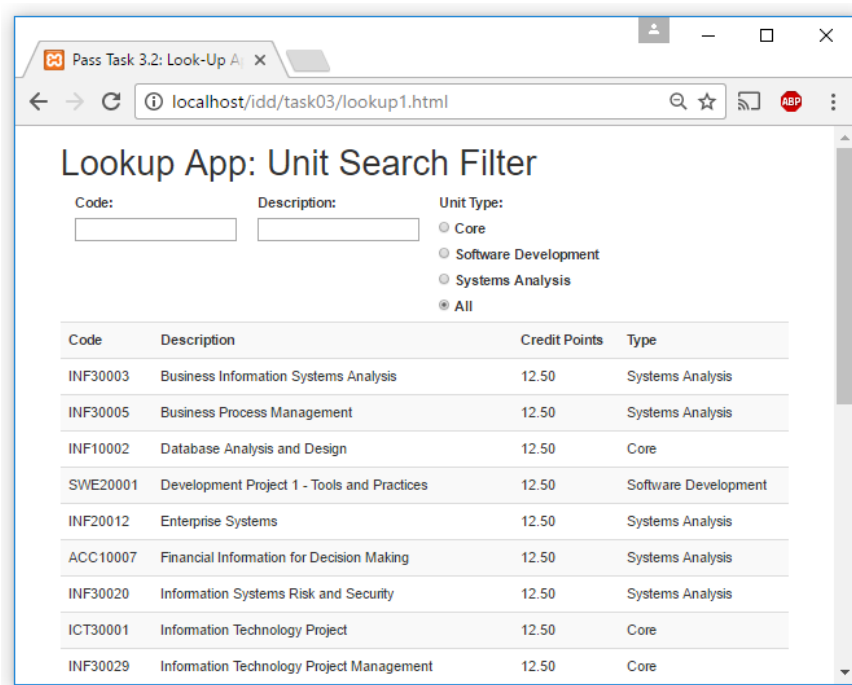 Pass Task 3.2: Look-Up A
localhost/idd/task03/lookup1.html
ABP
Lookup App: Unit Search Filter
Code: Description: Unit Type:
Core
Software Development
Systems Analysis
All
Code Description Credit Points Type
INF30003 Business Information Systems Analysis 12.50 Systems Analysis
INF30005 Business Process Management 12.50 Systems Analysis
INF10002 Database Analysis and Design 12.50 Core
SWE20001 Development Project 1 - Tools and Practices 12.50 Software Development
INF20012 Enterprise Systems 12.50 Systems Analysis
ACC10007 Financial Information for Decision Making 12.50 Systems Analysis
INF30020 Information Systems Risk and Security 12.50 Systems Analysis
ICT30001 Information Technology Project 12.50 Core
INF30029 Information Technology Project Management 12.50 Core